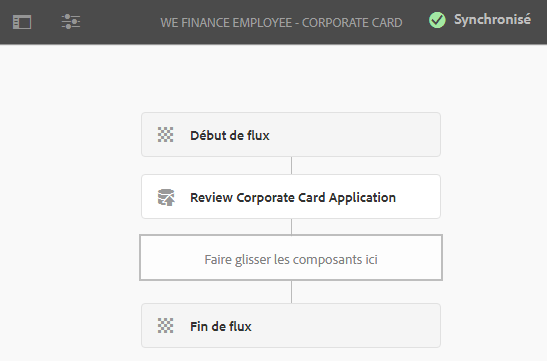 WE FINANCE EMPLOYEE - CORPORATE CARD
Synchronisé
Début de flux
Review Corporate Card Application
Faire glisser les composants ici
Fin de flux